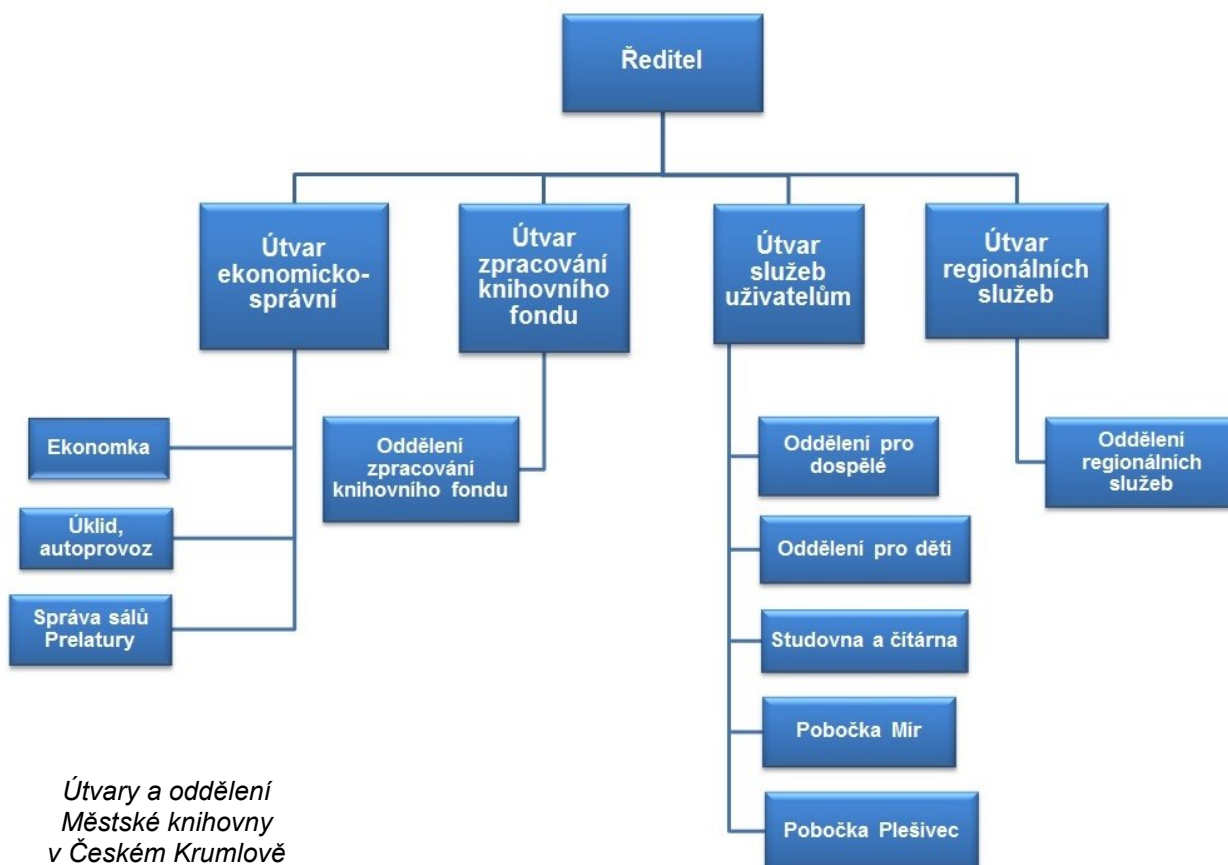 Ředitel
Útvar
ekonomicko-
správní
Útvar
zpracování
knihovního
fondu
Útvar
služeb
uživatelům
Útvar
regionálních
služeb
Ekonomka
Úklid,
autoprovoz
Správa sálů
Prelatury
Oddělení
zpracování
knihovního fondu
Oddělení pro
dospělé
Oddělení pro děti
Studovna a čítárna
Pobočka Mír
Pobočka Plešivec
Oddělení
regionálních
služeb
Útvary a oddělení
Městské knihovny
v Českém Krumlově